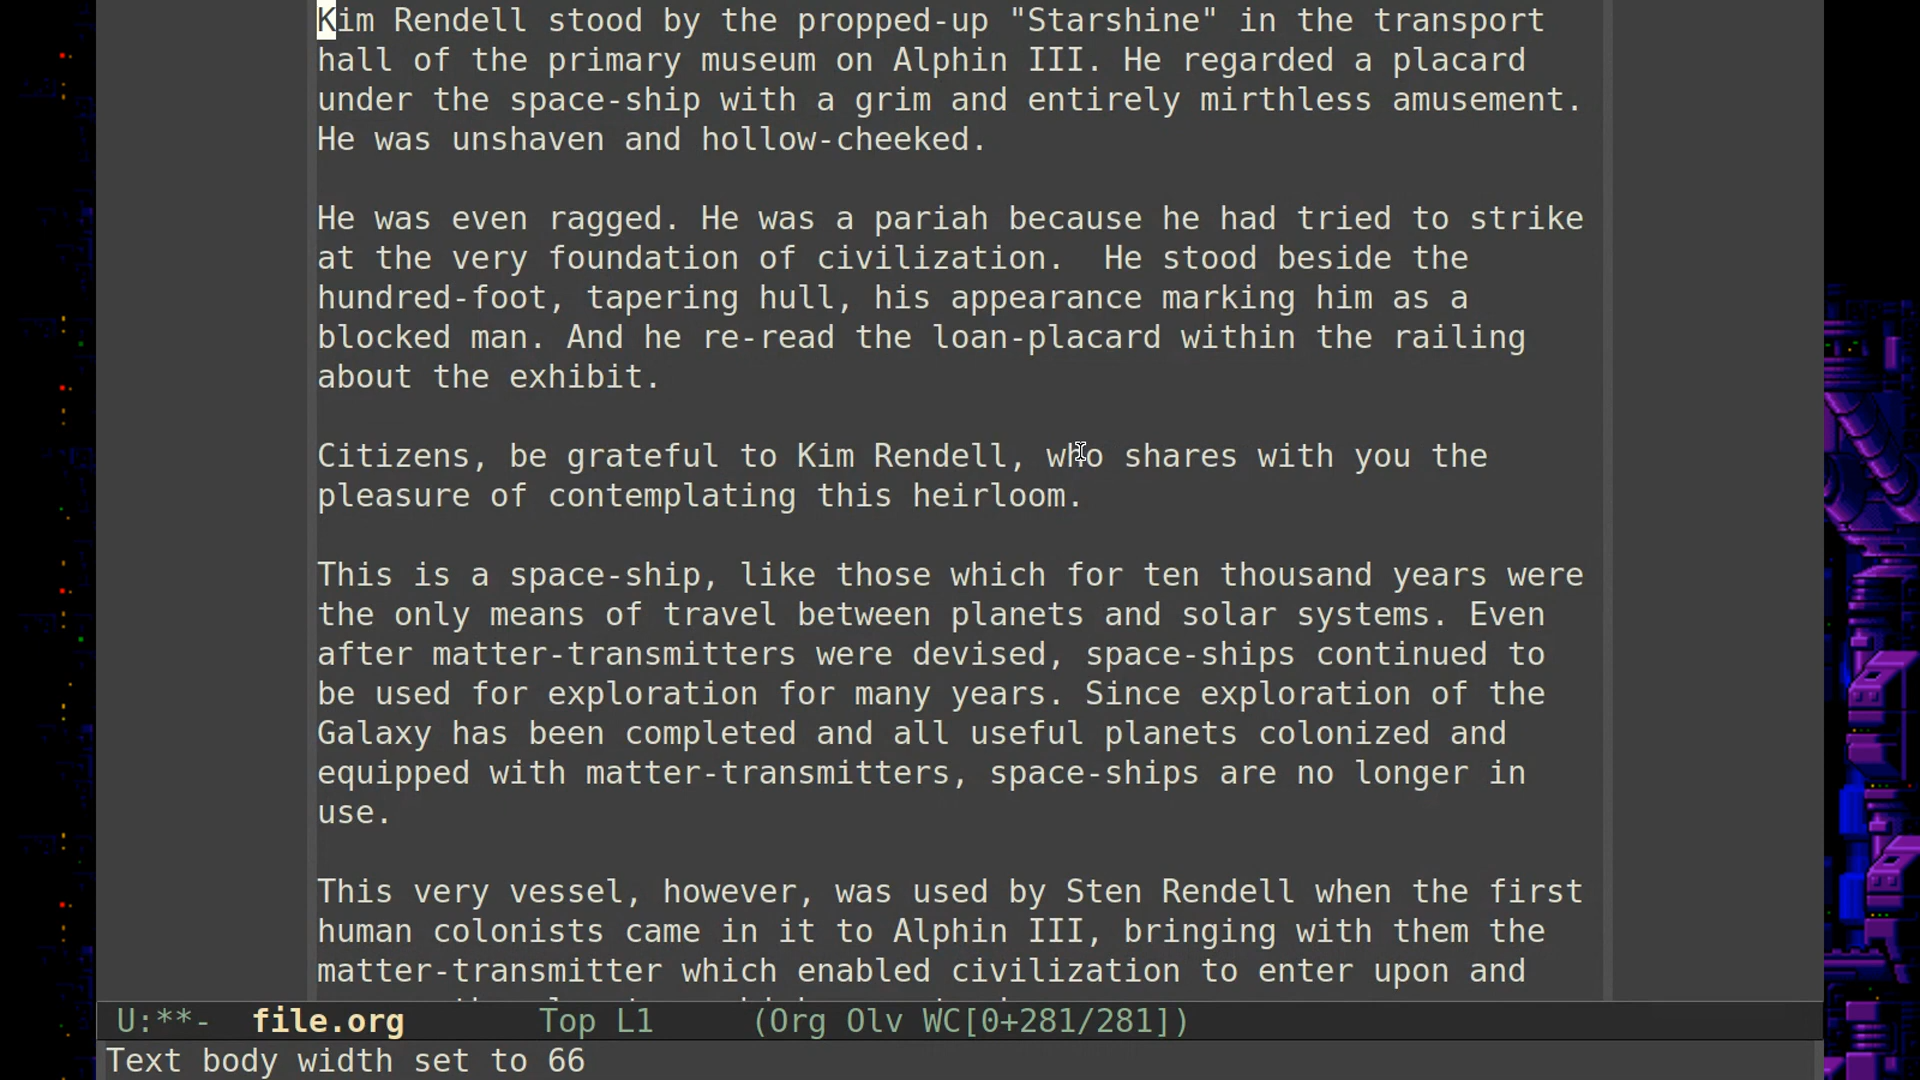 Kim Rendell stood by the propped-up "Starshine" in the transport
hall of the primary museum on Alphin III. He regarded a placard
under the space-ship with a grim and entirely mirthless amusement.
He was unshaven and hollow-cheeked.
He was even ragged. He was a pariah because he had tried to strike
at the very foundation of civilization.  He stood beside the
hundred-foot, tapering hull, his appearance marking him as a
blocked man. And he re-read the loan-placard within the railing
about the exhibit.
Citizens, be grateful to Kim Rendell, who shares with you the
pleasure of contemplating this heirloom.
This is a space-ship, like those which for ten thousand years were
the only means of travel between planets and solar systems. Even
after matter-transmitters were devised, space-ships continued to
be used for exploration for many years. Since exploration of the
Galaxy has been completed and all useful planets colonized and
equipped with matter-transmitters, space-ships are no longer in
use.
This very vessel, however, was used by Sten Rendell when the first
human colonists came in it to Alphin III, bringing with them the
matter-transmitter which enabled civilization to enter upon and
U:**-  file.org       Top L1     (Org Olv WC[0+281/281])
Text body width set to 66